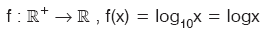 f : ℝ⁺ → ℝ , f(x) = log₁₀x = logx